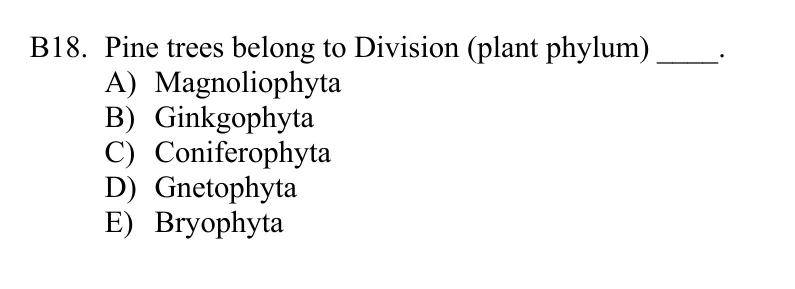 B18. Pine trees belong to Division (plant phylum) ____.
A) Magnoliophyta
B) Ginkgophyta
C) Coniferophyta
D) Gnetophyta
E) Bryophyta